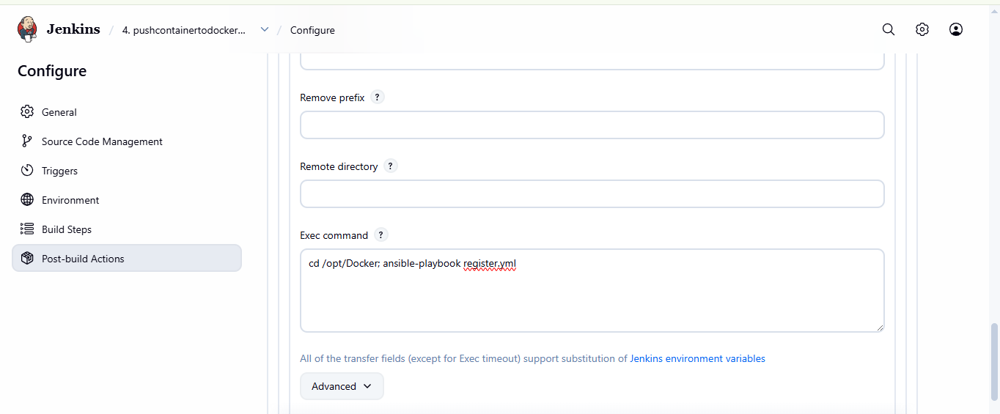 Jenkins / 4. pushcontainertodocker... / Configure
Configure
General
Source Code Management
Triggers
Environment
Build Steps
Post-build Actions
Remove prefix ?
Remote directory ?
Exec command ?
cd /opt/Docker; ansible-playbook register.yml
All of the transfer fields (except for Exec timeout) support substitution of Jenkins environment variables
Advanced